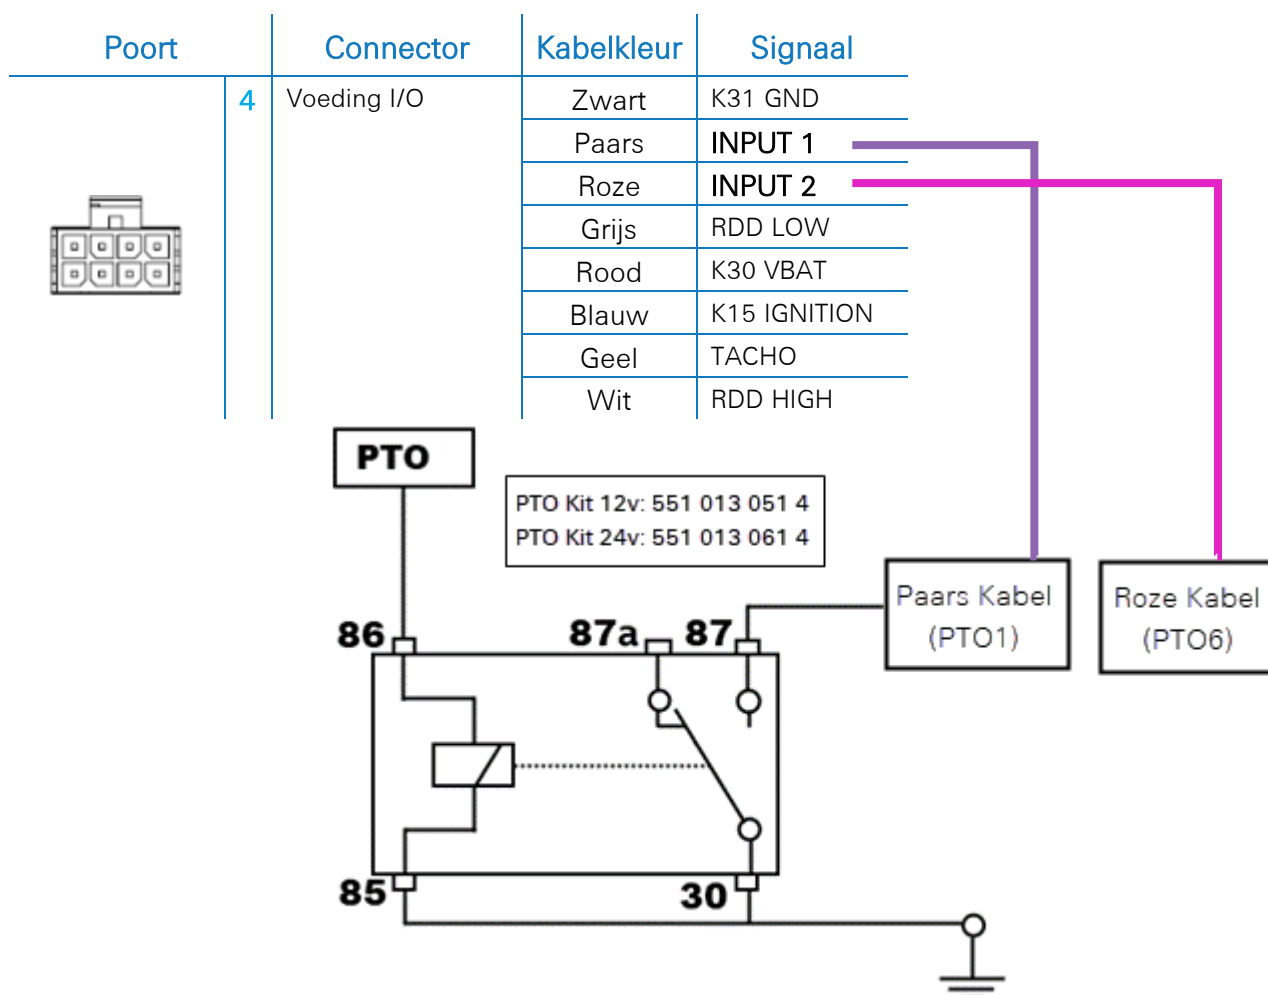 Poort Connector Kabelkleur Signaal
4 Voeding I/O Zwart K31 GND
Paars INPUT 1
Roze INPUT 2
Grijs RDD LOW
Rood K30 VBAT
Blauw K15 IGNITION
Geel TACHO
Wit RDD HIGH
PTO
PTO Kit 12v: 551 013 051 4
PTO Kit 24v: 551 013 061 4
Paars Kabel
(PTO1)
Roze Kabel
(PTO6)
86 87a 87
85 30